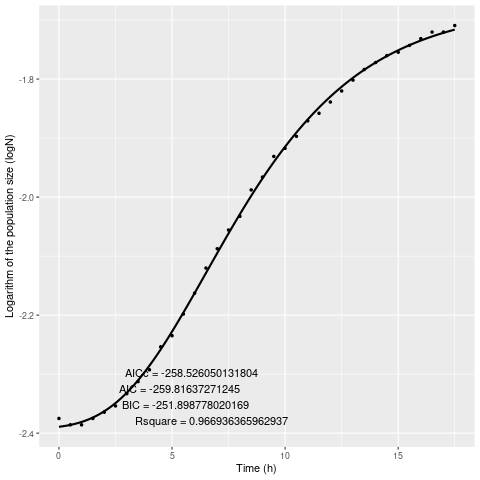 Logarithm of the population size (logN)
-1.8
-2.0
-2.2
-2.4
AICc = -258.526050131804
AIC = -259.81637271245
BIC = -251.898778020169
Rsquare = 0.966936365962937
0
5
10
15
Time (h)